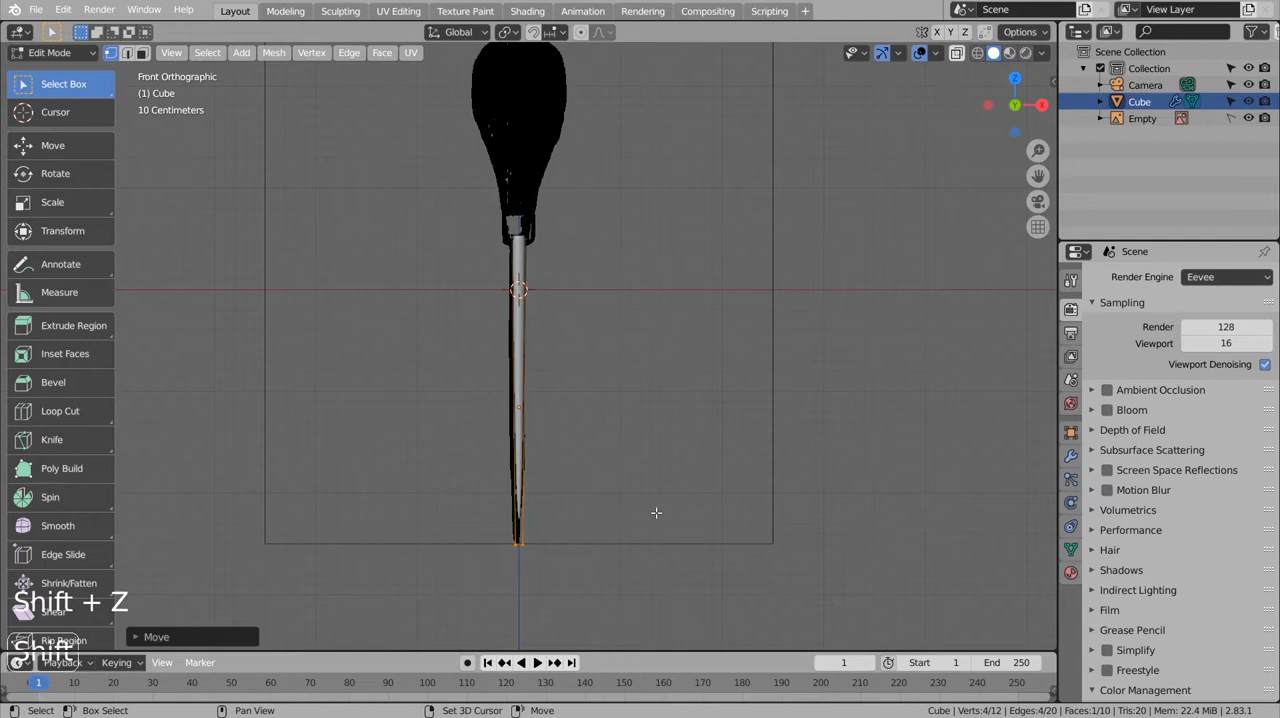 File Edit Render Window Help Layout Modeling Sculpting UV Editing Texture Paint Shading Animation Rendering Compositing Scripting + Scene View Layer
Global Options
X Y Z
Edit Mode View Select Add Mesh Vertex Edge Face UV
Select Box
Cursor
Move
Rotate
Scale
Transform
Annotate
Measure
Extrude Region
Inset Faces
Bevel
Loop Cut
Knife
Poly Build
Spin
Smooth
Edge Slide
Shrink/Fatten
Shear
Rip Region
Front Orthographic
(1) Cube
10 Centimeters
Z
Y
X
Shift + Z
Shift
Move
Scene Collection
Collection
Camera
Cube
Empty
Scene
Render Engine Eevee
Sampling
Render 128
Viewport 16
Viewport Denoising
Ambient Occlusion
Bloom
Depth of Field
Subsurface Scattering
Screen Space Reflections
Motion Blur
Volumetrics
Performance
Hair
Shadows
Indirect Lighting
Film
Grease Pencil
Simplify
Freestyle
Color Management
Playback Keying View Marker 1 Start 1 End 250
1 10 20 30 40 50 60 70 80 90 100 110 120 130 140 150 160 170 180 190 200 210 220 230 240 250
Select Box Select Pan View Set 3D Cursor Move Cube | Verts:4/12 | Edges:4/20 | Faces:1/10 | Tris:20 | Mem: 22.4 MiB | 2.83.1